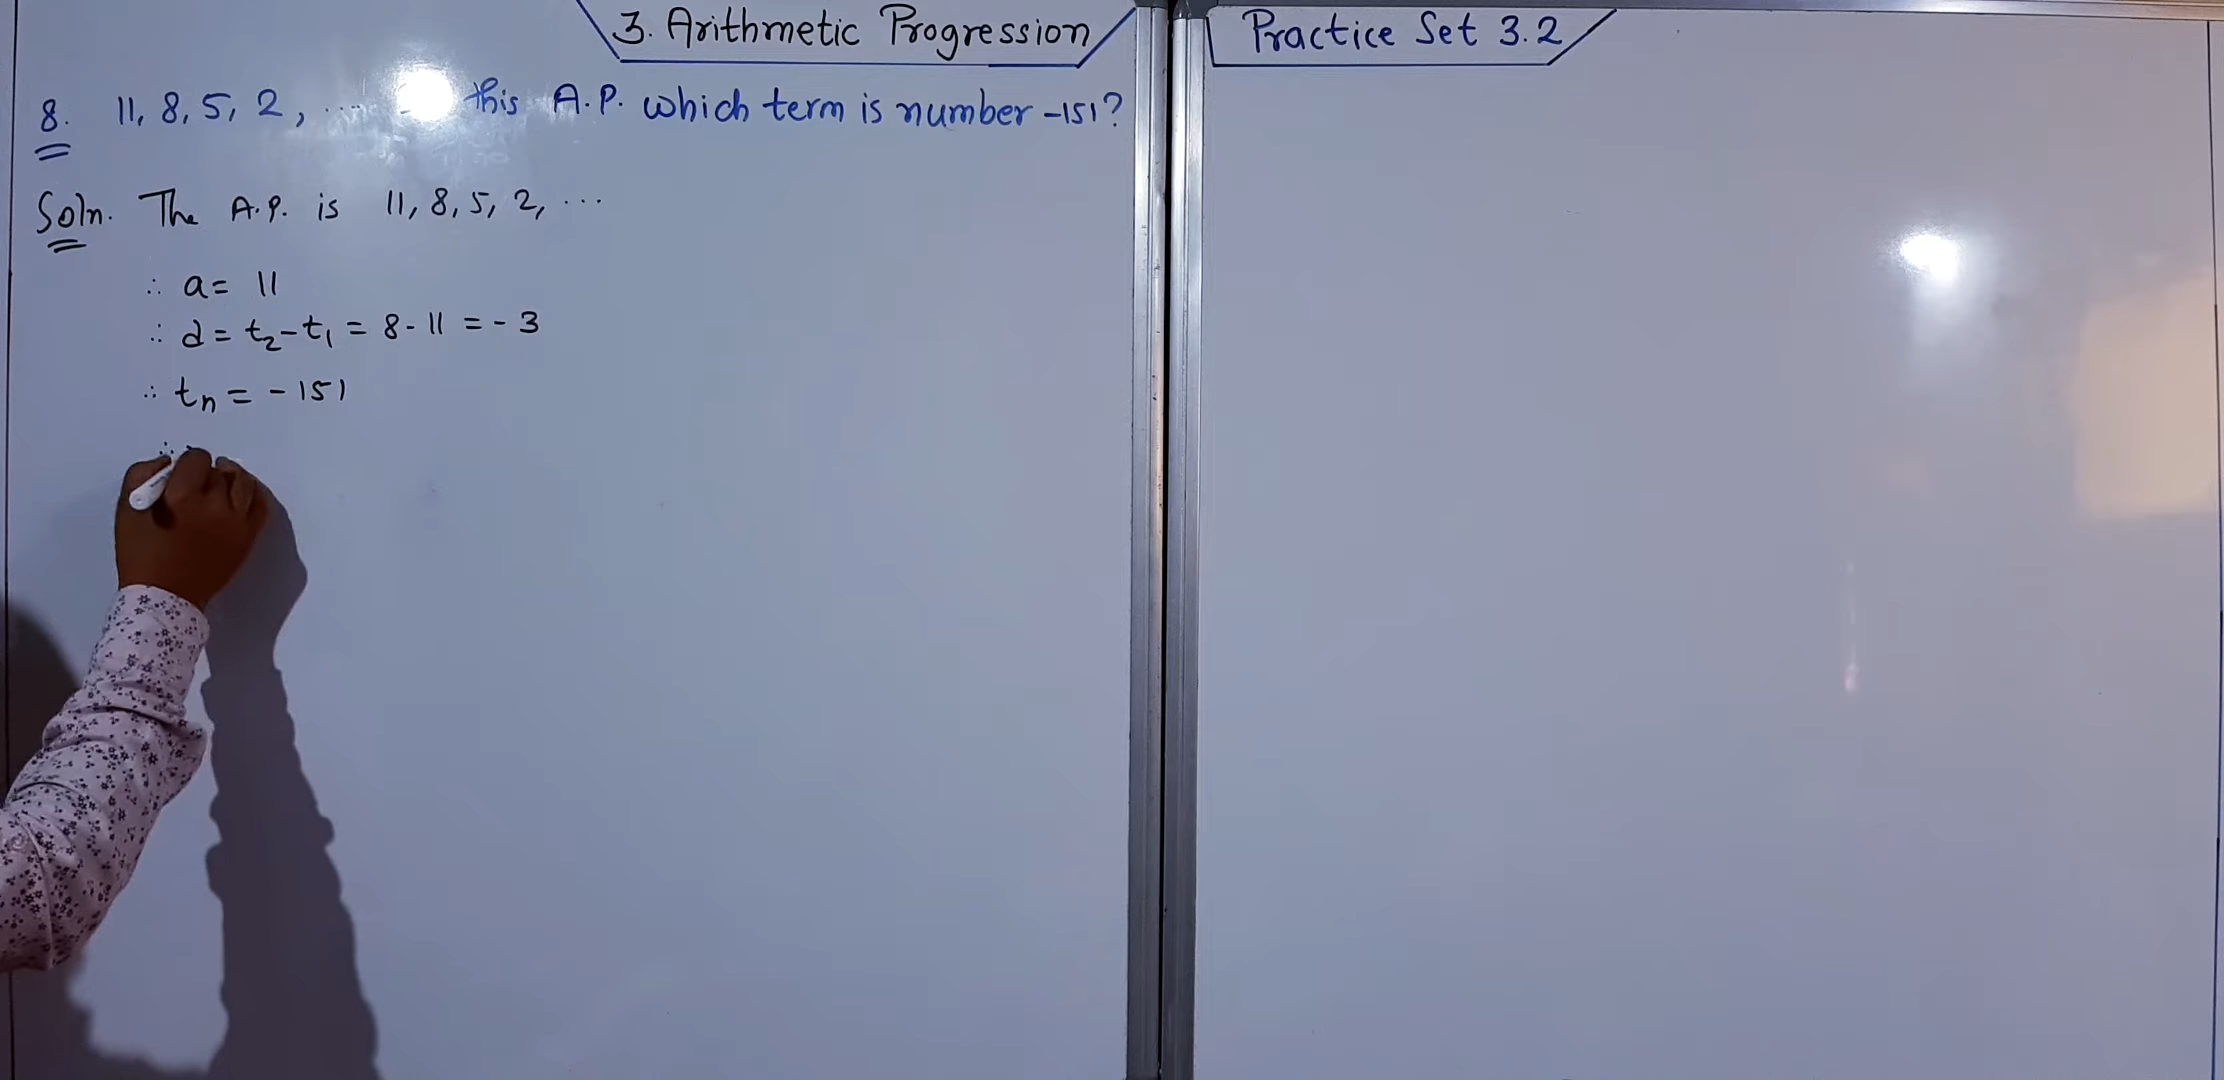 3. Arithmetic Progression
Practice Set 3.2
8. 11, 8, 5, 2, .... this A.P. which term is number -151?
Soln. The A.P. is 11, 8, 5, 2, ...
∴ a = 11
∴ d = t₂ - t₁ = 8 - 11 = - 3
∴ tₙ = - 151
∴